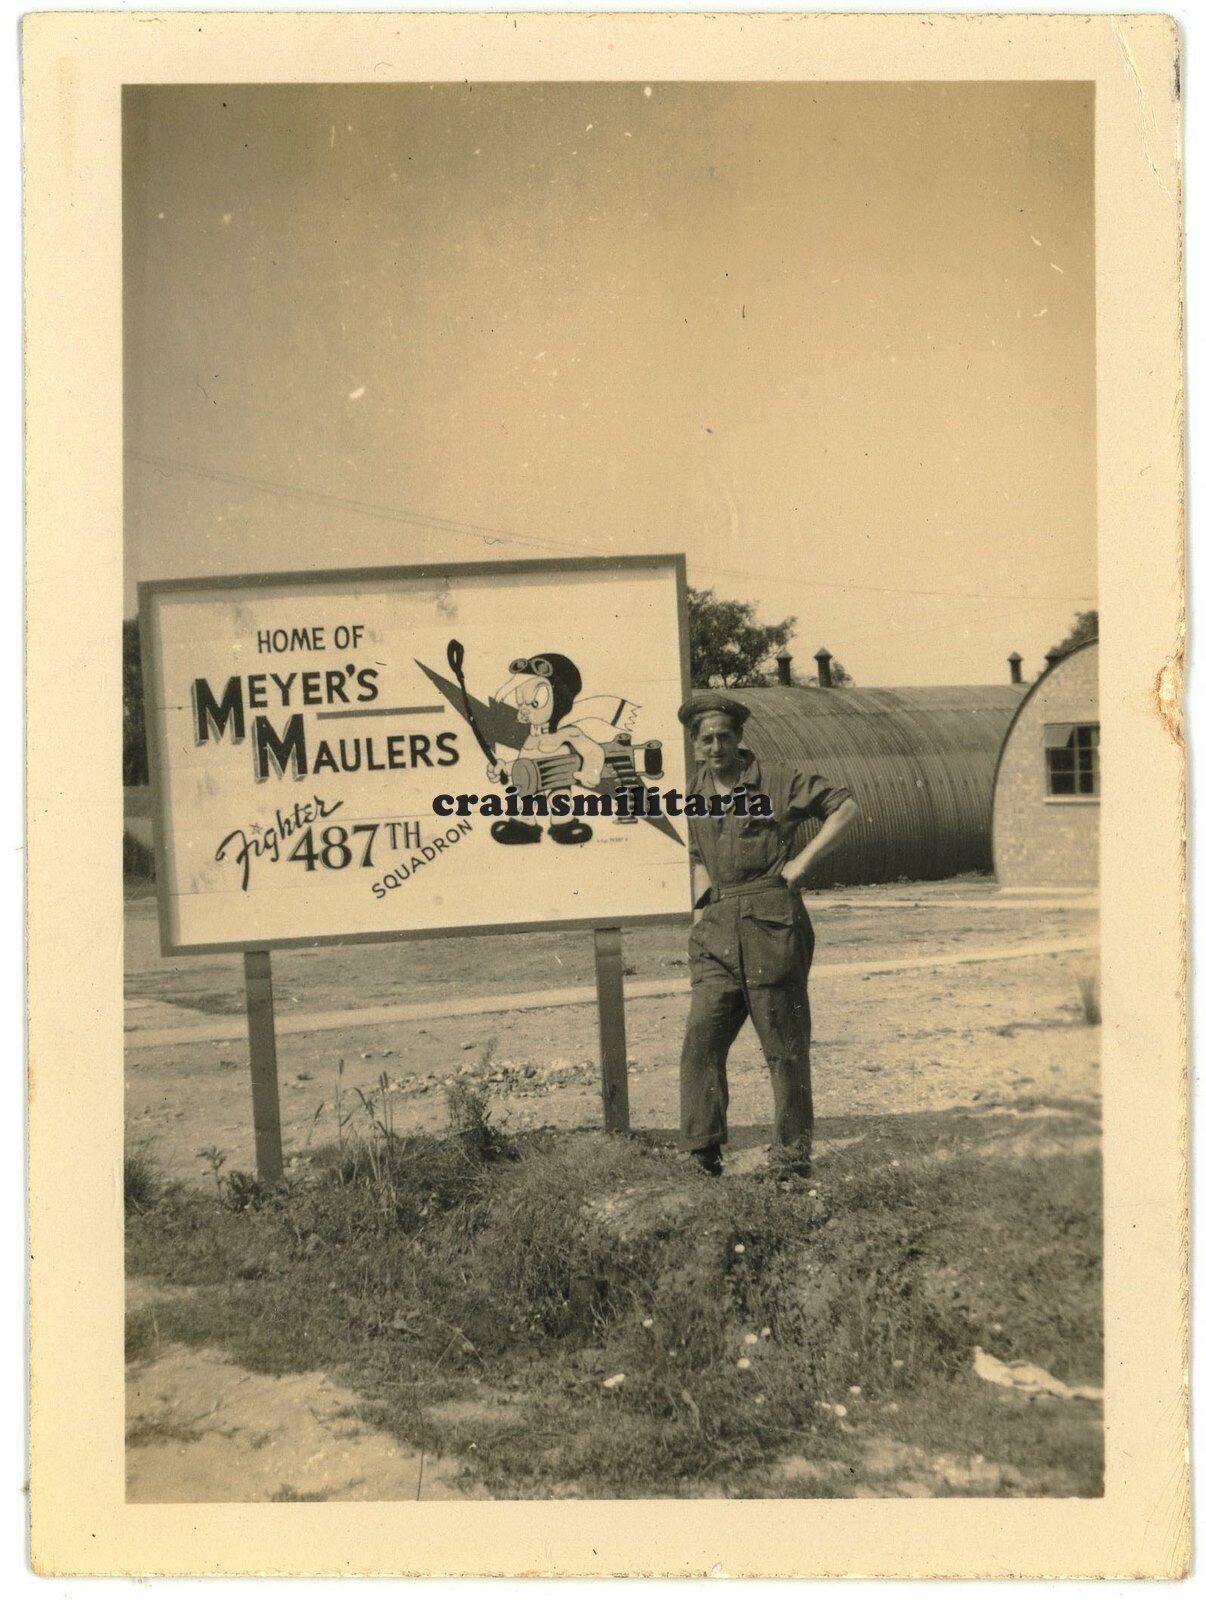 HOME OF
MEYER'S
MAULERS
Fighter
487TH
SQUADRON
crainsmilitaria